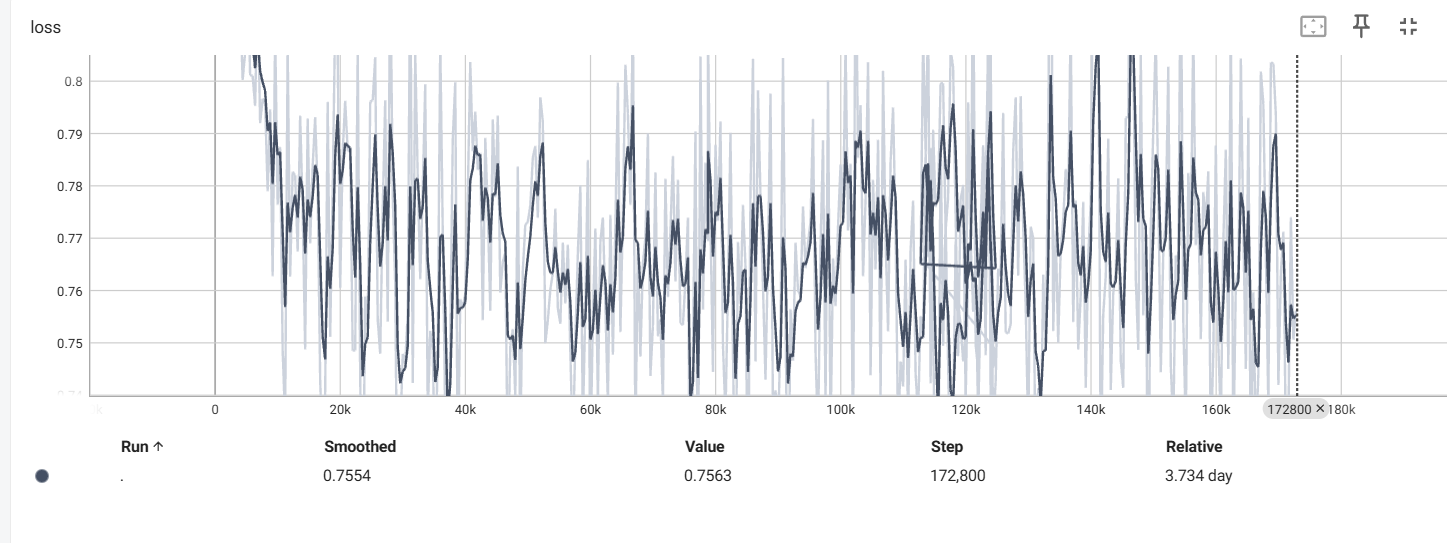 loss
0.8
0.79
0.78
0.77
0.76
0.75
0.74
0 20k 40k 60k 80k 100k 120k 140k 160k 172800 × 180k
Run ↑ Smoothed Value Step Relative
. 0.7554 0.7563 172,800 3.734 day